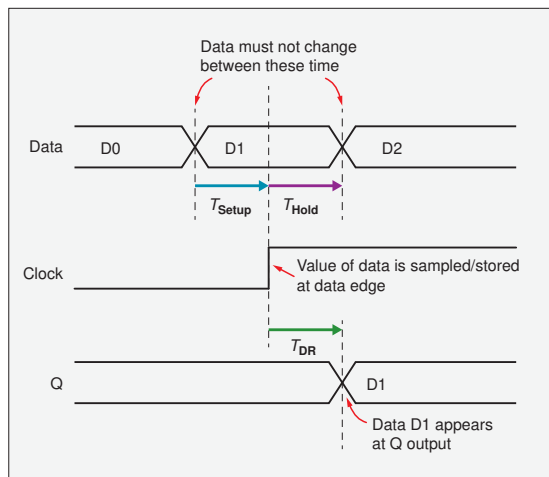 Data must not change
between these time
Data
D0
D1
D2
TSetup
THold
Clock
Value of data is sampled/stored
at data edge
TDR
Q
D1
Data D1 appears
at Q output